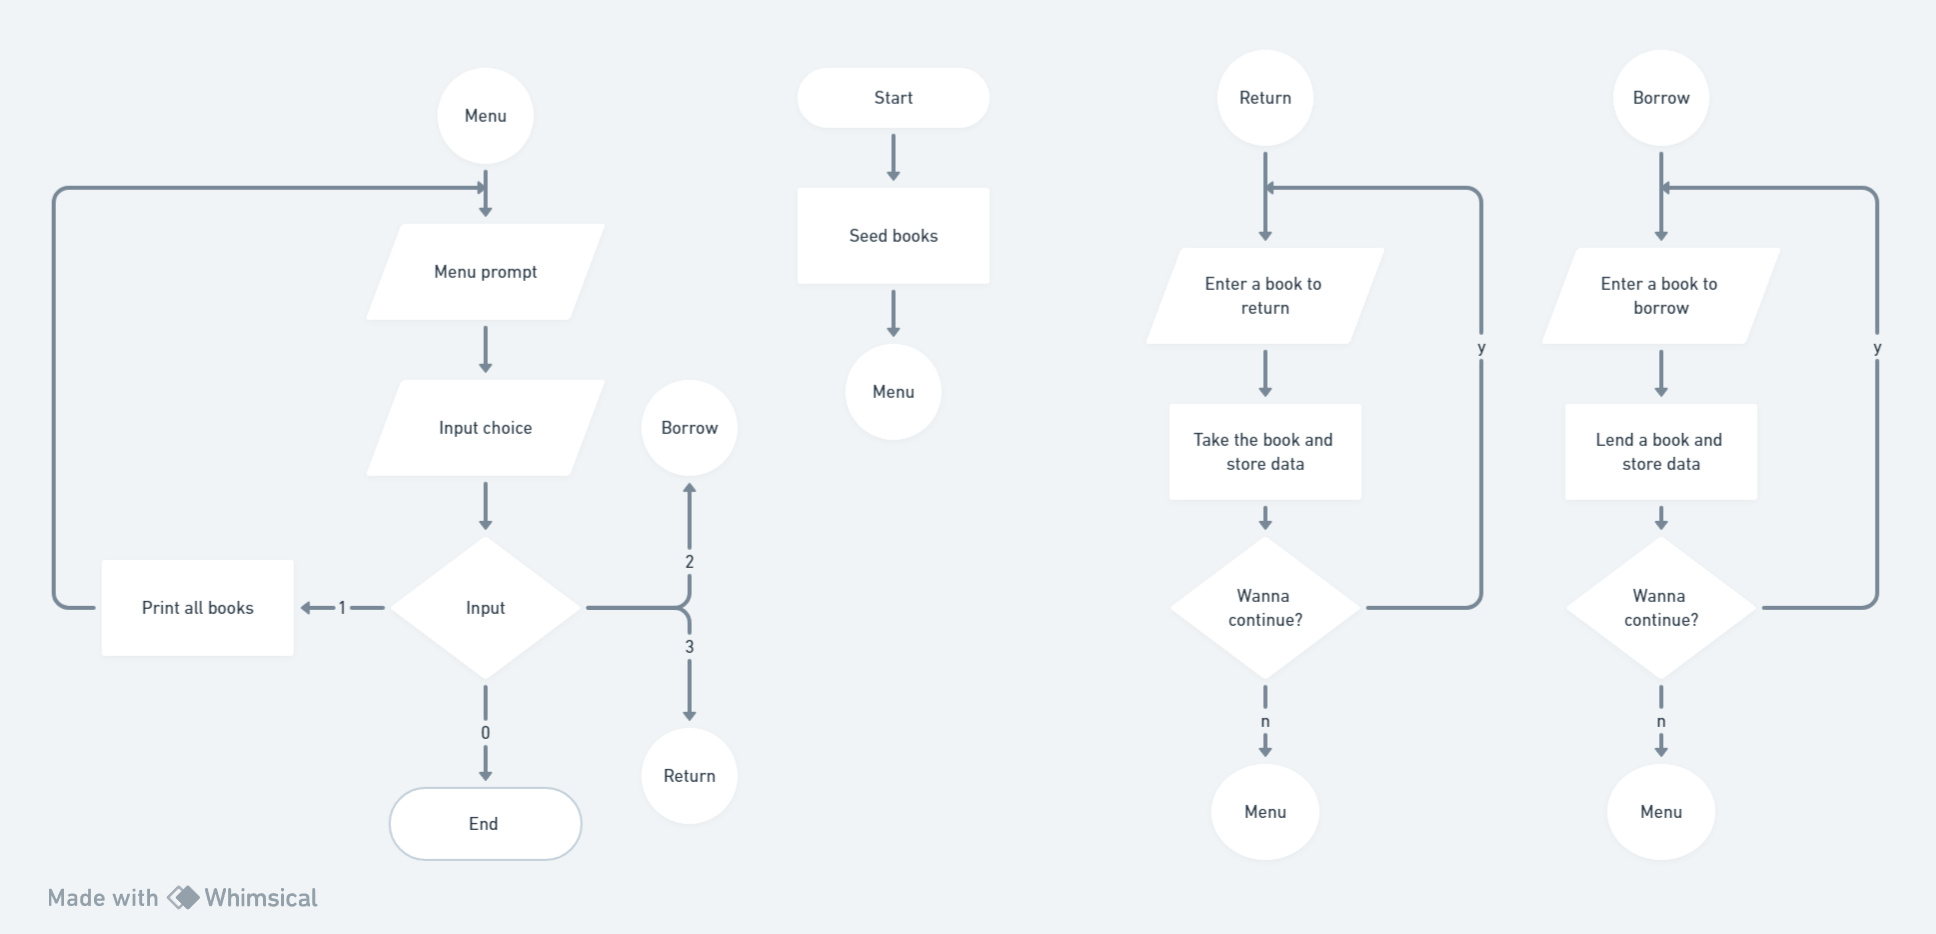 Menu
Menu prompt
Input choice
Input
1
Print all books
2
Borrow
3
Return
0
End
Start
Seed books
Menu
Return
Enter a book to
return
Take the book and
store data
Wanna
continue?
y
n
Menu
Borrow
Enter a book to
borrow
Lend a book and
store data
Wanna
continue?
y
n
Menu
Made with Whimsical